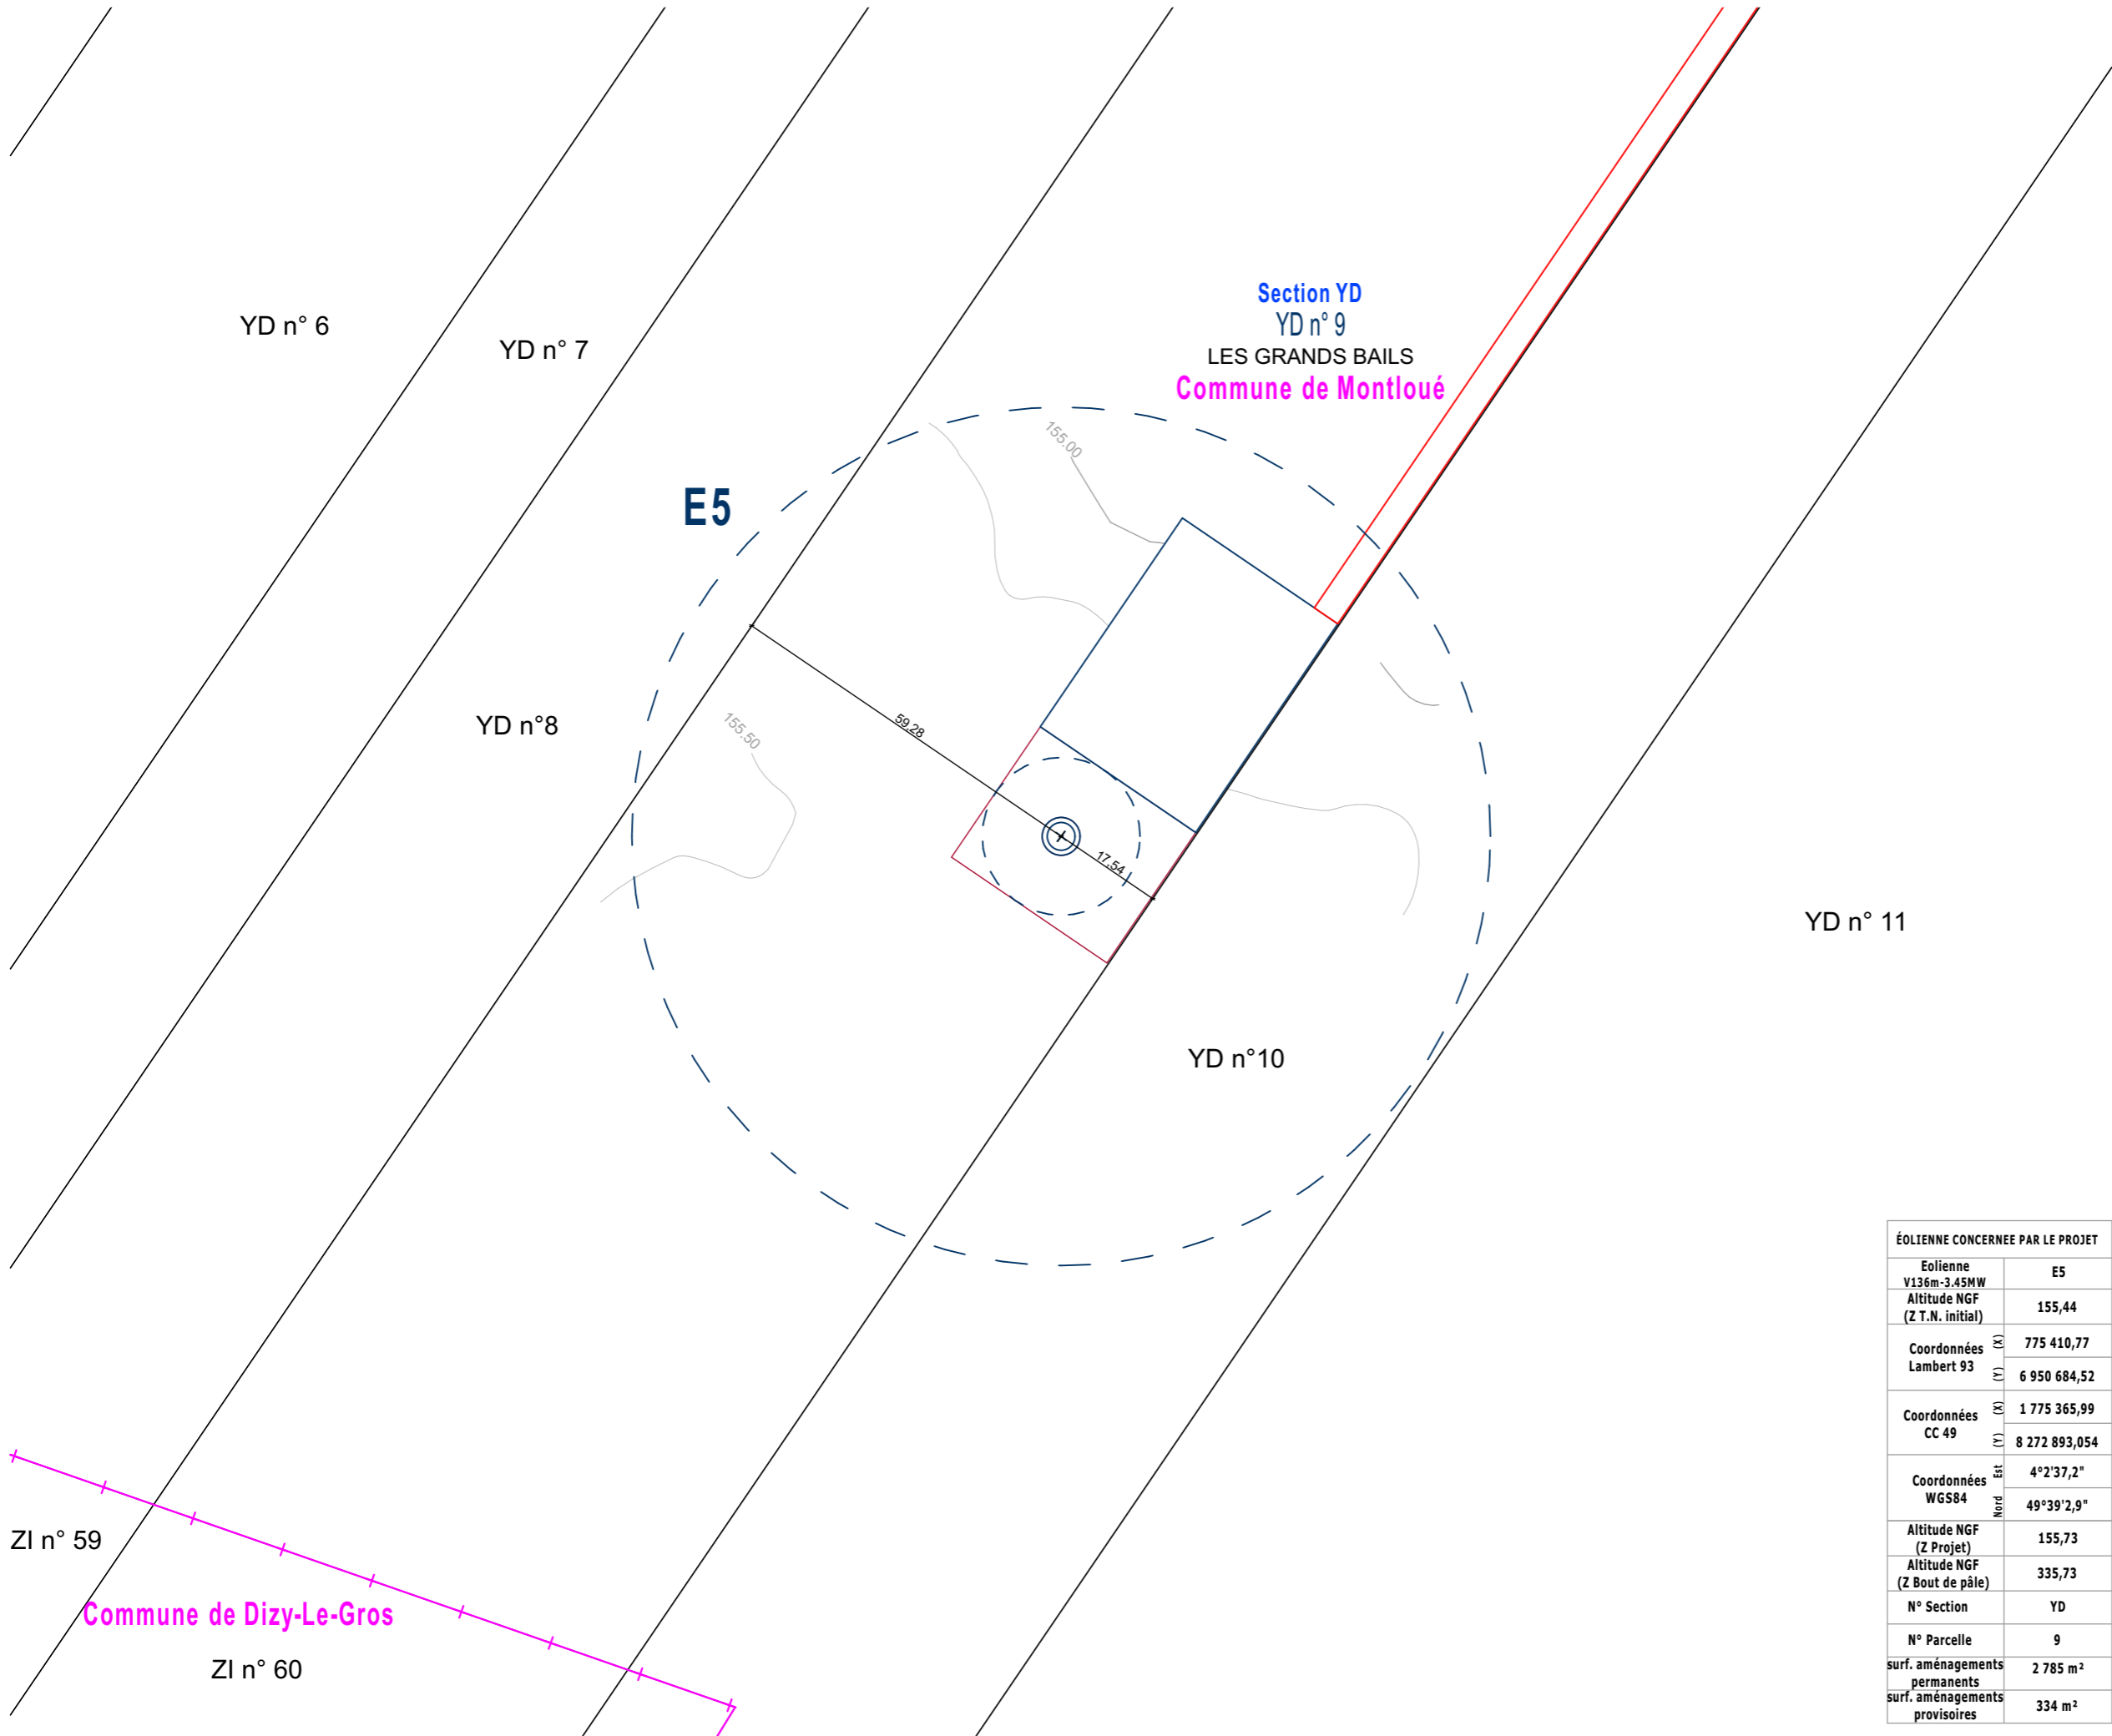 Section YD
YD n° 9
LES GRANDS BAILS
Commune de Montloué
YD n° 6
YD n° 7
155.00
E5
YD n°8
59,28
155.50
17,54
YD n° 11
YD n°10
ZI n° 59
Commune de Dizy-Le-Gros
ZI n° 60
ÉOLIENNE CONCERNEE PAR LE PROJET
Eolienne
V136m-3.45MW
E5
Altitude NGF
(Z T.N. initial)
155,44
Coordonnées
Lambert 93
(X)
775 410,77
(Y)
6 950 684,52
Coordonnées
CC 49
(X)
1 775 365,99
(Y)
8 272 893,054
Coordonnées
WGS84
Est
4°2'37,2"
Nord
49°39'2,9"
Altitude NGF
(Z Projet)
155,73
Altitude NGF
(Z Bout de pâle)
335,73
N° Section
YD
N° Parcelle
9
surf. aménagements
permanents
2 785 m²
surf. aménagements
provisoires
334 m²